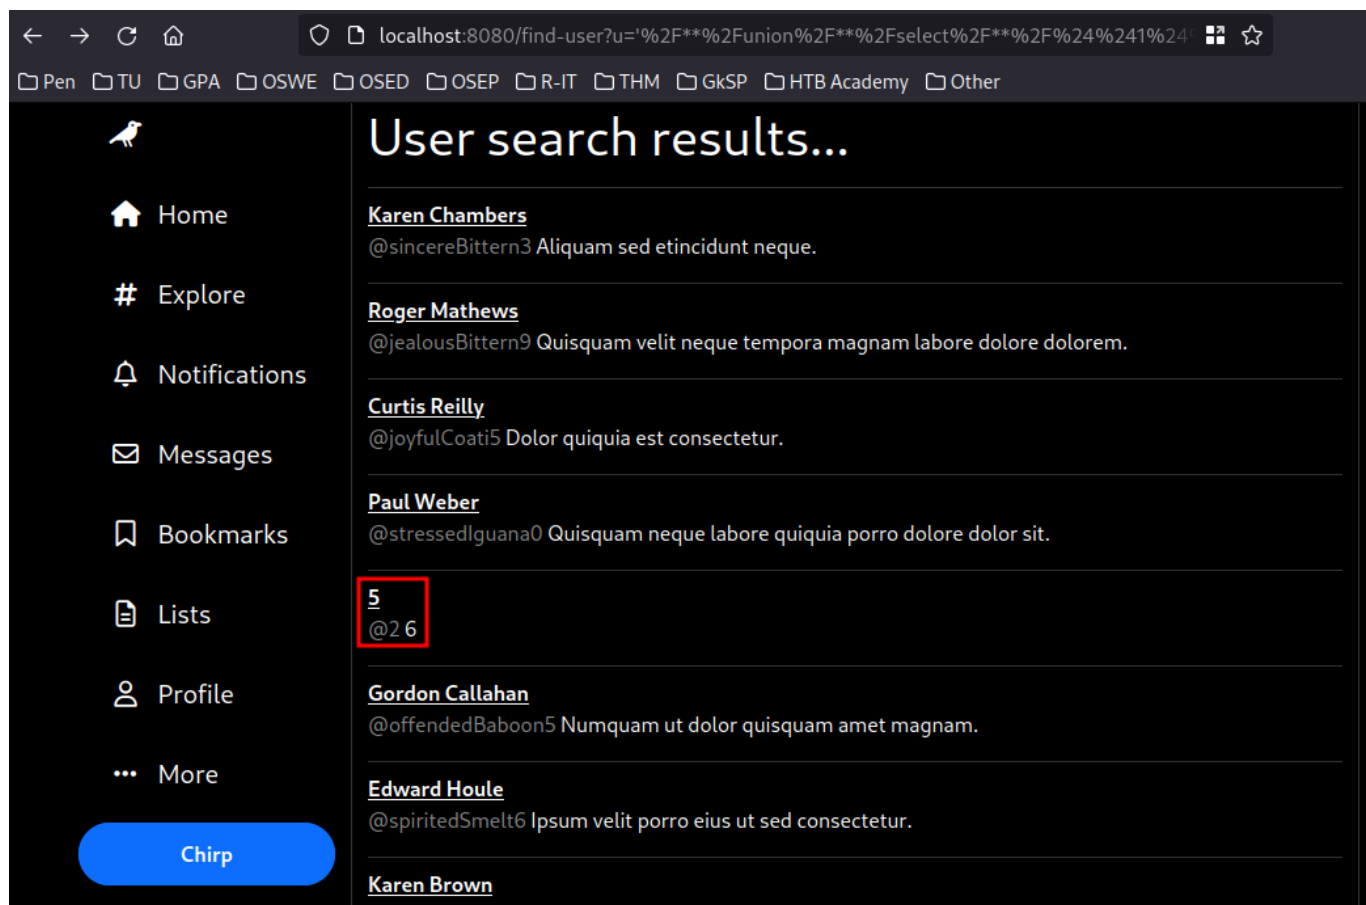 localhost:8080/find-user?u='%2F**%2Funion%2F**%2Fselect%2F**%2F%24%241%24
Pen TU GPA OSWE OSED OSEP R-IT THM GkSP HTB Academy Other
User search results...
Home
Explore
Notifications
Messages
Bookmarks
Lists
Profile
More
Chirp
Karen Chambers
@sincereBittern3 Aliquam sed etincidunt neque.
Roger Mathews
@jealousBittern9 Quisquam velit neque tempora magnam labore dolore dolorem.
Curtis Reilly
@joyfulCoati5 Dolor quiquia est consectetur.
Paul Weber
@stressedIguana0 Quisquam neque labore quiquia porro dolore dolor sit.
5
@2 6
Gordon Callahan
@offendedBaboon5 Numquam ut dolor quisquam amet magnam.
Edward Houle
@spiritedSmelt6 Ipsum velit porro eius ut sed consectetur.
Karen Brown